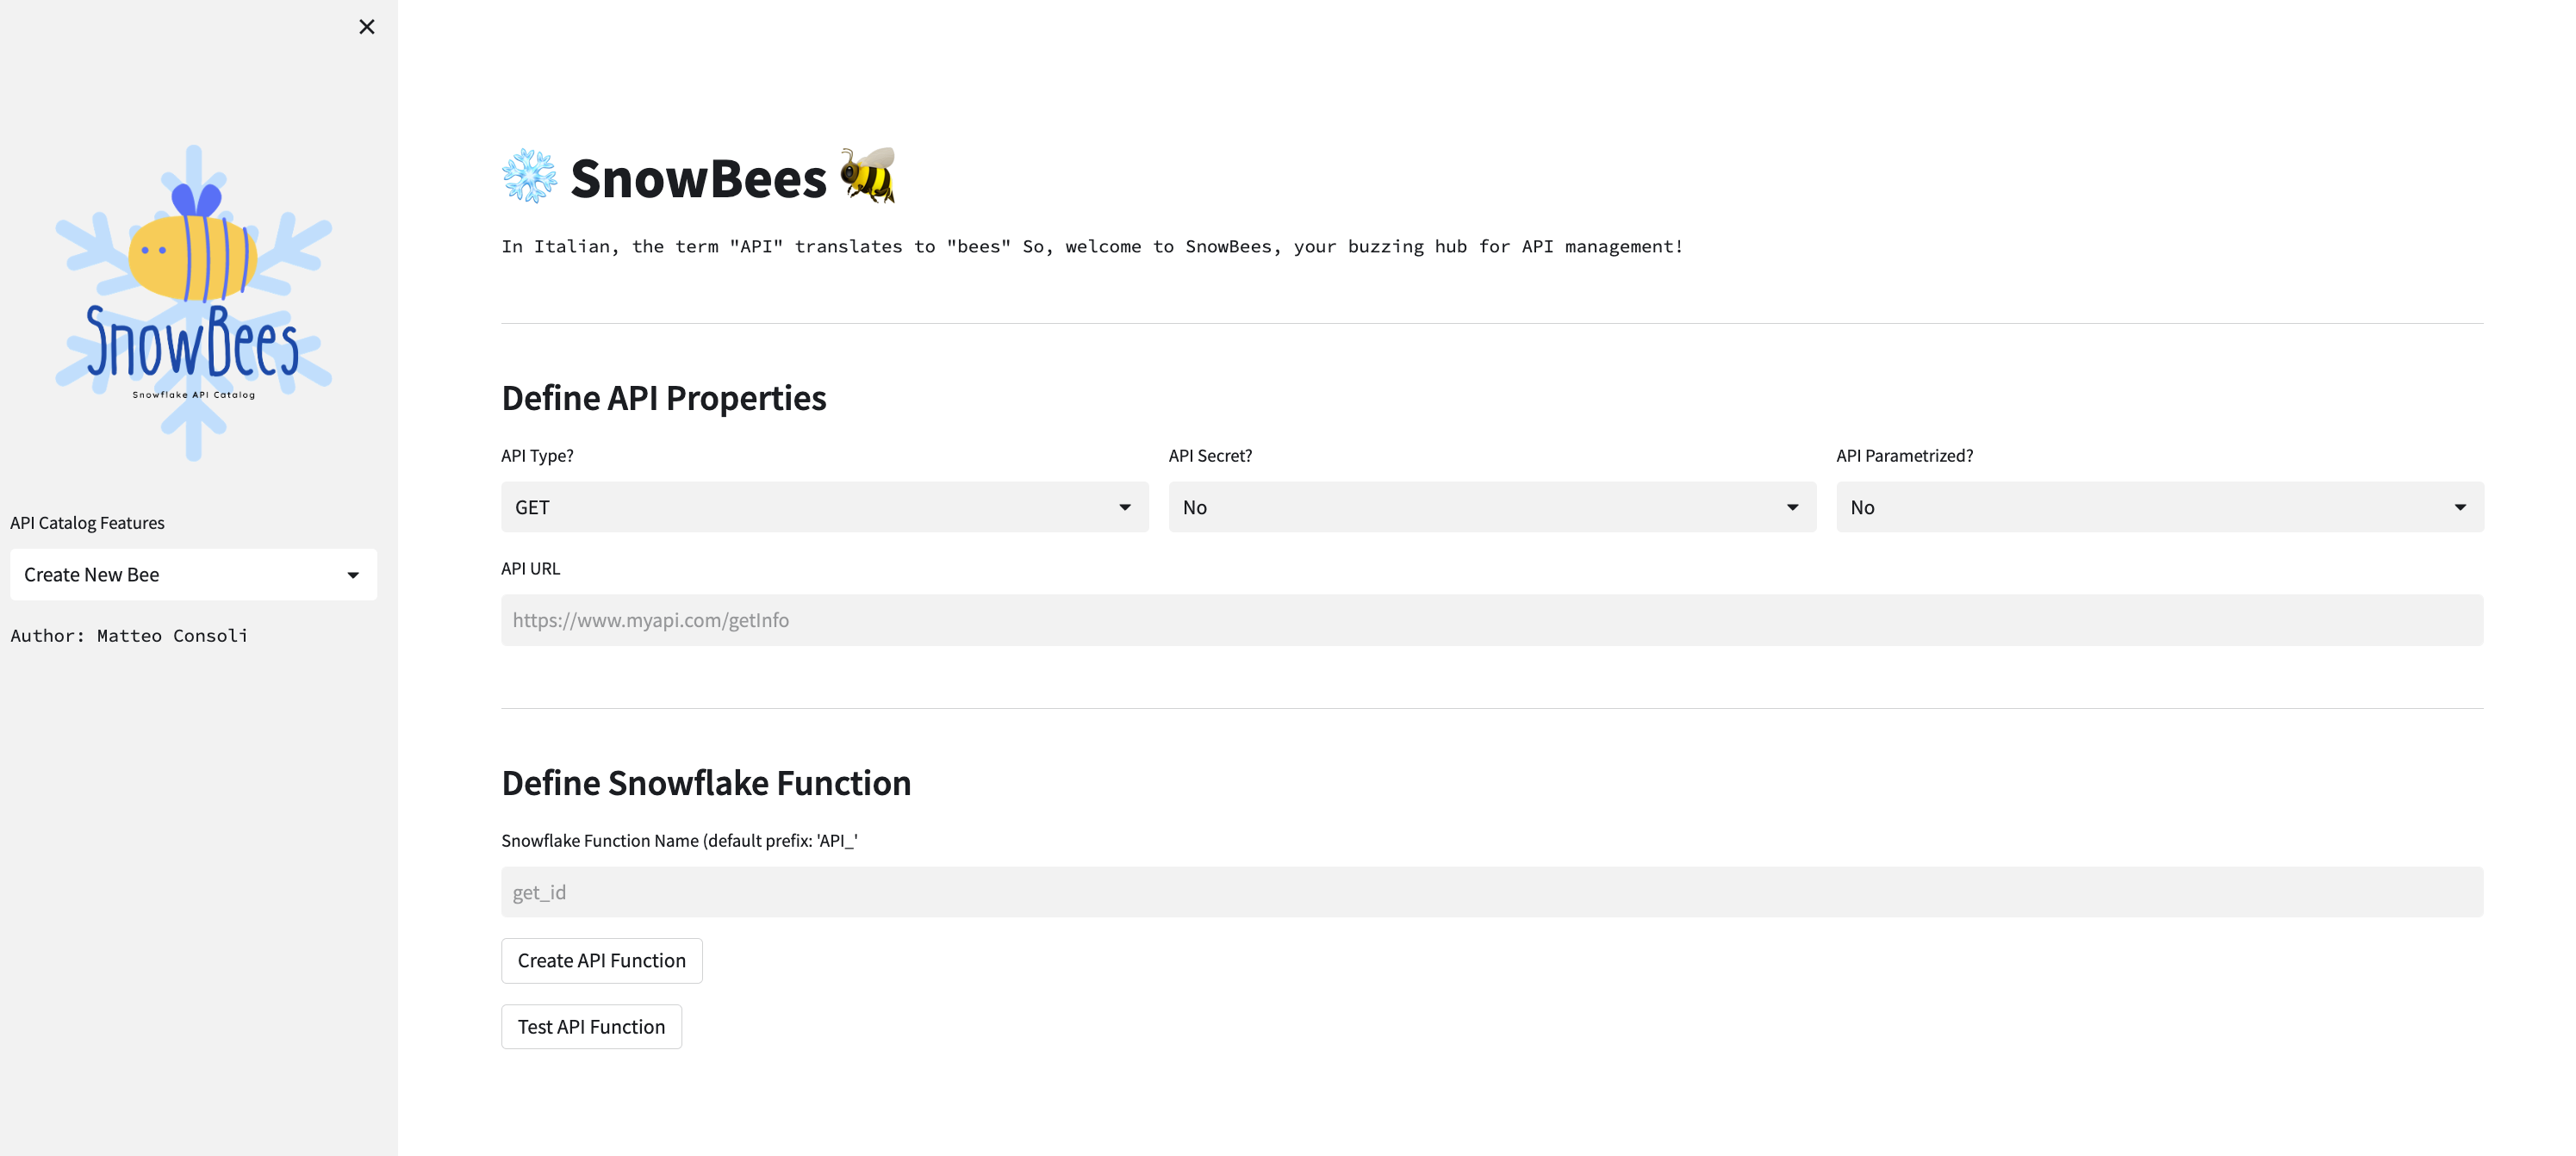 SnowBees
Snowflake API Catalog
API Catalog Features
Create New Bee
Author: Matteo Consoli
SnowBees
In Italian, the term "API" translates to "bees" So, welcome to SnowBees, your buzzing hub for API management!
Define API Properties
API Type? API Secret? API Parametrized?
GET No No
API URL
https://www.myapi.com/getInfo
Define Snowflake Function
Snowflake Function Name (default prefix: 'API_'
get_id
Create API Function
Test API Function